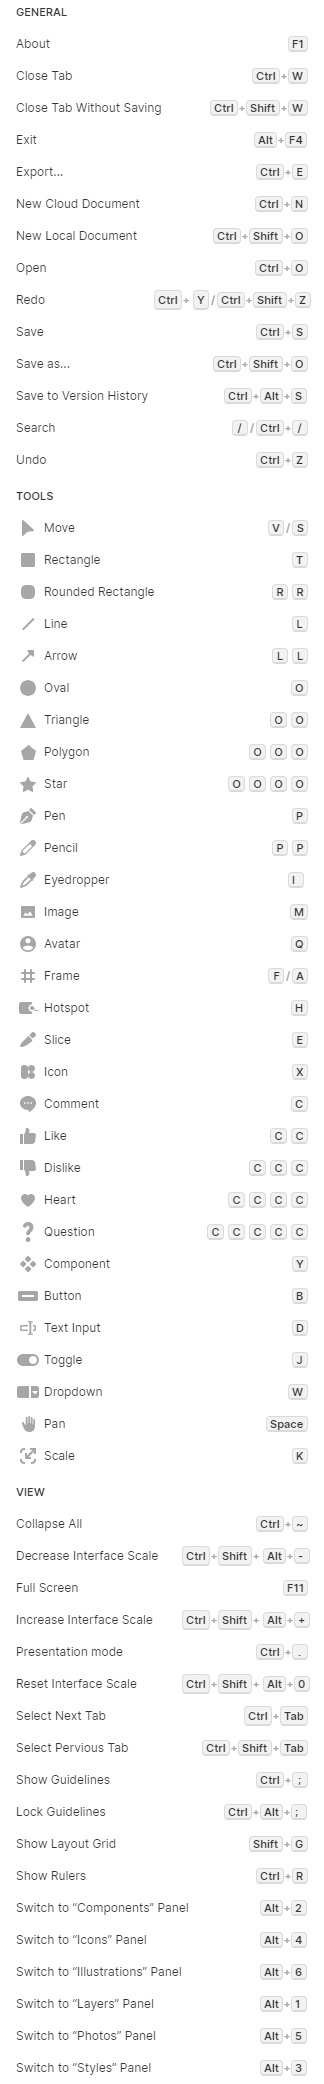 GENERAL
About F1
Close Tab Ctrl + W
Close Tab Without Saving Ctrl + Shift + W
Exit Alt + F4
Export... Ctrl + E
New Cloud Document Ctrl + N
New Local Document Ctrl + Shift + O
Open Ctrl + O
Redo Ctrl + Y / Ctrl + Shift + Z
Save Ctrl + S
Save as... Ctrl + Shift + O
Save to Version History Ctrl + Alt + S
Search / / Ctrl + /
Undo Ctrl + Z
TOOLS
Move V / S
Rectangle T
Rounded Rectangle R R
Line L
Arrow L L
Oval O
Triangle O O
Polygon O O O
Star O O O O
Pen P
Pencil P P
Eyedropper I
Image M
Avatar Q
Frame F / A
Hotspot H
Slice E
Icon X
Comment C
Like C C
Dislike C C C
Heart C C C C
Question C C C C C
Component Y
Button B
Text Input D
Toggle J
Dropdown W
Pan Space
Scale K
VIEW
Collapse All Ctrl + ~
Decrease Interface Scale Ctrl + Shift + Alt + -
Full Screen F11
Increase Interface Scale Ctrl + Shift + Alt + +
Presentation mode Ctrl + .
Reset Interface Scale Ctrl + Shift + Alt + 0
Select Next Tab Ctrl + Tab
Select Pervious Tab Ctrl + Shift + Tab
Show Guidelines Ctrl + ;
Lock Guidelines Ctrl + Alt + ;
Show Layout Grid Shift + G
Show Rulers Ctrl + R
Switch to “Components” Panel Alt + 2
Switch to “Icons” Panel Alt + 4
Switch to “Illustrations” Panel Alt + 6
Switch to “Layers” Panel Alt + 1
Switch to “Photos” Panel Alt + 5
Switch to “Styles” Panel Alt + 3